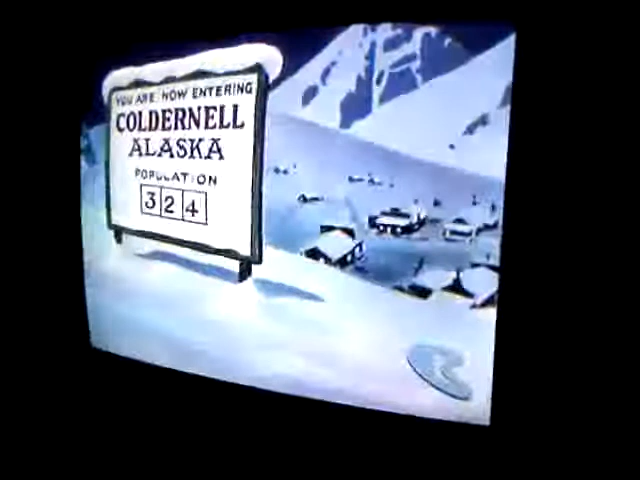 YOU ARE NOW ENTERING
COLDERNELL
ALASKA
POPULATION
324